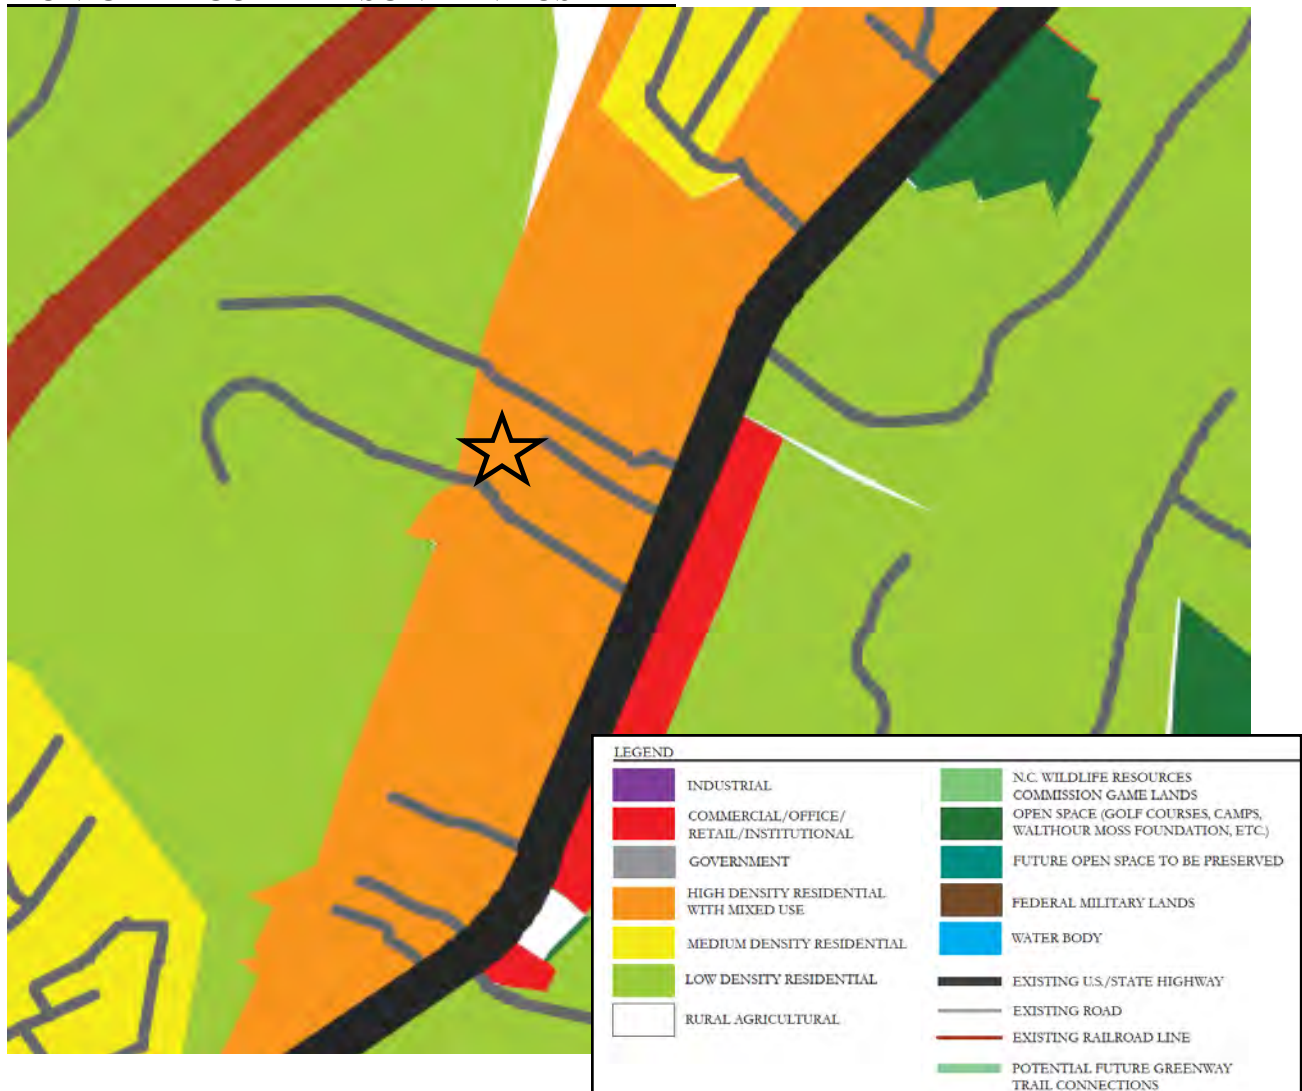 LEGEND
INDUSTRIAL
COMMERCIAL/OFFICE/
RETAIL/INSTITUTIONAL
GOVERNMENT
HIGH DENSITY RESIDENTIAL
WITH MIXED USE
MEDIUM DENSITY RESIDENTIAL
LOW DENSITY RESIDENTIAL
RURAL AGRICULTURAL
N.C. WILDLIFE RESOURCES
COMMISSION GAME LANDS
OPEN SPACE (GOLF COURSES, CAMPS,
WALTHOUR MOSS FOUNDATION, ETC.)
FUTURE OPEN SPACE TO BE PRESERVED
FEDERAL MILITARY LANDS
WATER BODY
EXISTING U.S./STATE HIGHWAY
EXISTING ROAD
EXISTING RAILROAD LINE
POTENTIAL FUTURE GREENWAY
TRAIL CONNECTIONS